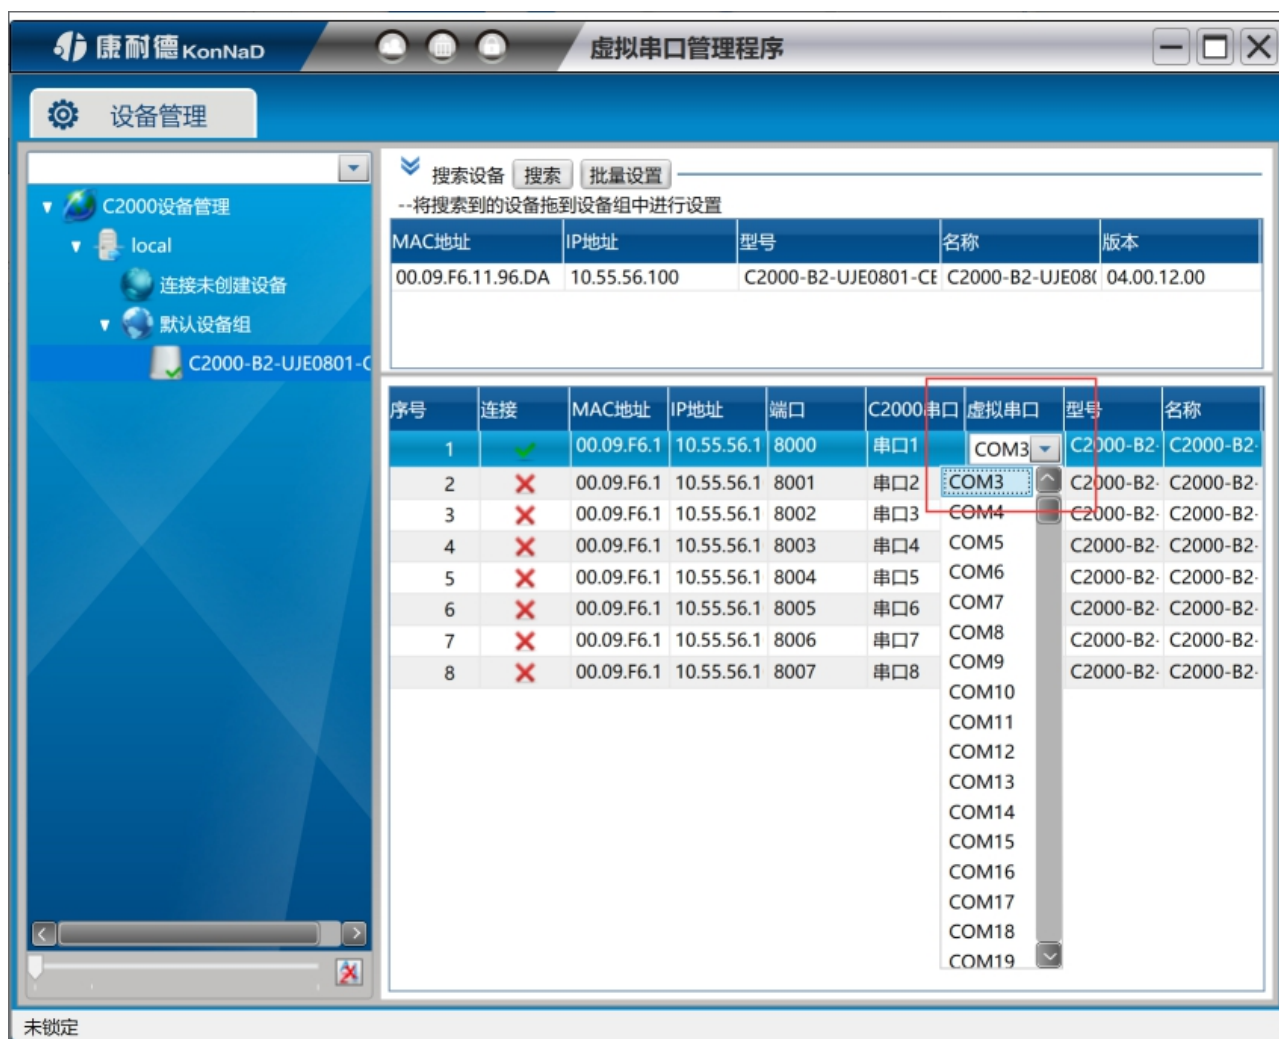 康耐德 KonNaD 虚拟串口管理程序
设备管理
搜索设备 搜索 批量设置
--将搜索到的设备拖到设备组中进行设置
C2000设备管理
local
连接未创建设备
默认设备组
C2000-B2-UJE0801-C
MAC地址 IP地址 型号 名称 版本
00.09.F6.11.96.DA 10.55.56.100 C2000-B2-UJE0801-CE C2000-B2-UJE08( 04.00.12.00
序号 连接 MAC地址 IP地址 端口 C2000串口 虚拟串口 型号 名称
1 00.09.F6.1 10.55.56.1 8000 串口1 COM3 C2000-B2- C2000-B2-
2 00.09.F6.1 10.55.56.1 8001 串口2 COM3 C2000-B2- C2000-B2-
3 00.09.F6.1 10.55.56.1 8002 串口3 COM4 C2000-B2- C2000-B2-
4 00.09.F6.1 10.55.56.1 8003 串口4 COM5 C2000-B2- C2000-B2-
5 00.09.F6.1 10.55.56.1 8004 串口5 COM6 C2000-B2- C2000-B2-
6 00.09.F6.1 10.55.56.1 8005 串口6 COM7 C2000-B2- C2000-B2-
7 00.09.F6.1 10.55.56.1 8006 串口7 COM8 C2000-B2- C2000-B2-
8 00.09.F6.1 10.55.56.1 8007 串口8 COM9 C2000-B2- C2000-B2-
COM10
COM11
COM12
COM13
COM14
COM15
COM16
COM17
COM18
COM19
未锁定